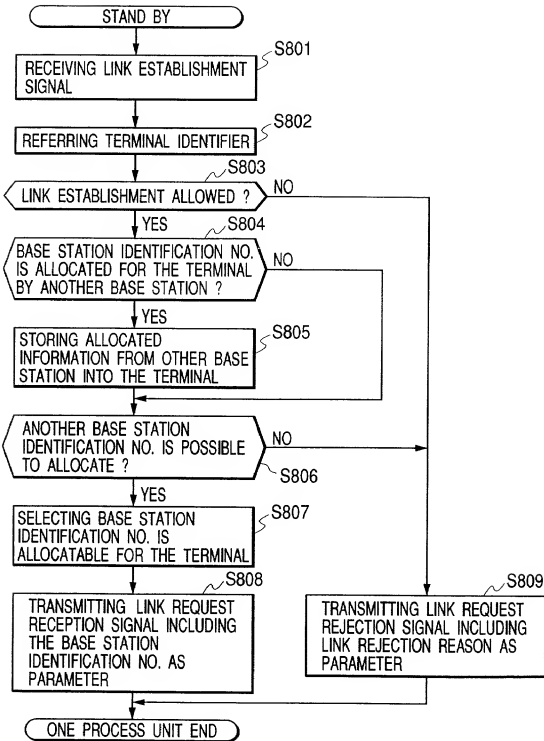 STAND BY
S801
RECEIVING LINK ESTABLISHMENT
SIGNAL
S802
REFERRING TERMINAL IDENTIFIER
S803
LINK ESTABLISHMENT ALLOWED ?
NO
YES
S804
BASE STATION IDENTIFICATION NO.
IS ALLOCATED FOR THE TERMINAL
BY ANOTHER BASE STATION ?
NO
YES
S805
STORING ALLOCATED
INFORMATION FROM OTHER BASE
STATION INTO THE TERMINAL
ANOTHER BASE STATION
IDENTIFICATION NO. IS POSSIBLE
TO ALLOCATE ?
NO
S806
YES
S807
SELECTING BASE STATION
IDENTIFICATION NO. IS
ALLOCATABLE FOR THE TERMINAL
S808
TRANSMITTING LINK REQUEST
RECEPTION SIGNAL INCLUDING
THE BASE STATION
IDENTIFICATION NO. AS
PARAMETER
S809
TRANSMITTING LINK REQUEST
REJECTION SIGNAL INCLUDING
LINK REJECTION REASON AS
PARAMETER
ONE PROCESS UNIT END